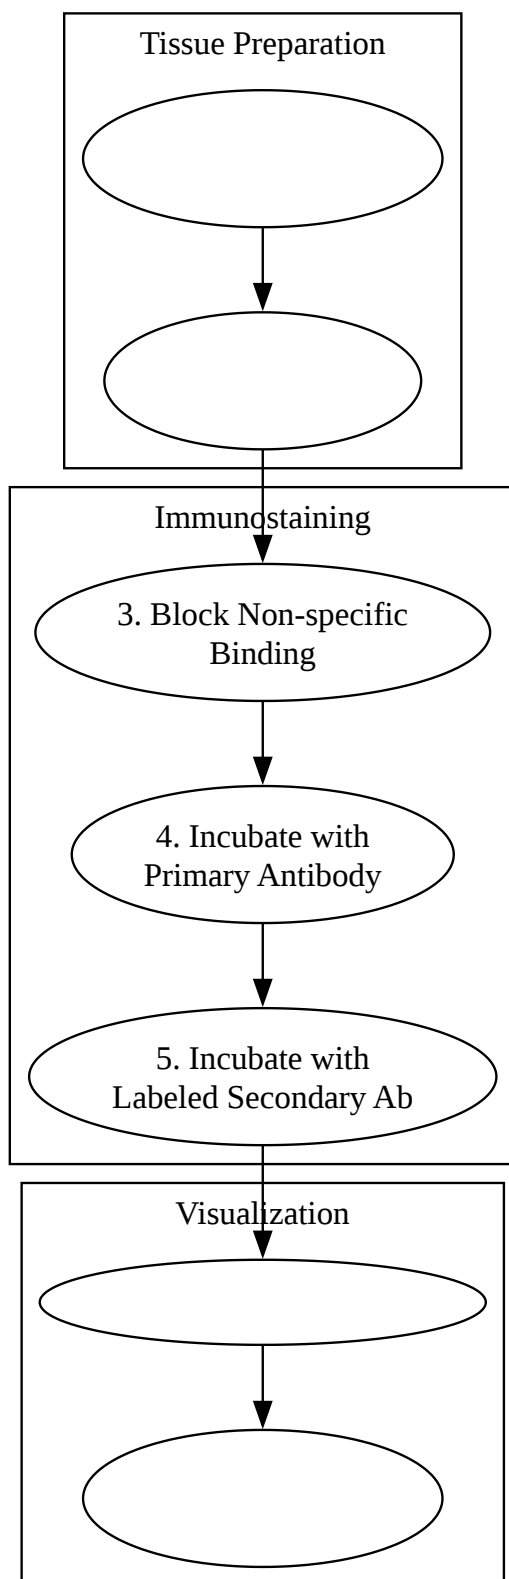 Tissue Preparation
Immunostaining
3. Block Non-specific
Binding
4. Incubate with
Primary Antibody
5. Incubate with
Labeled Secondary Ab
Visualization